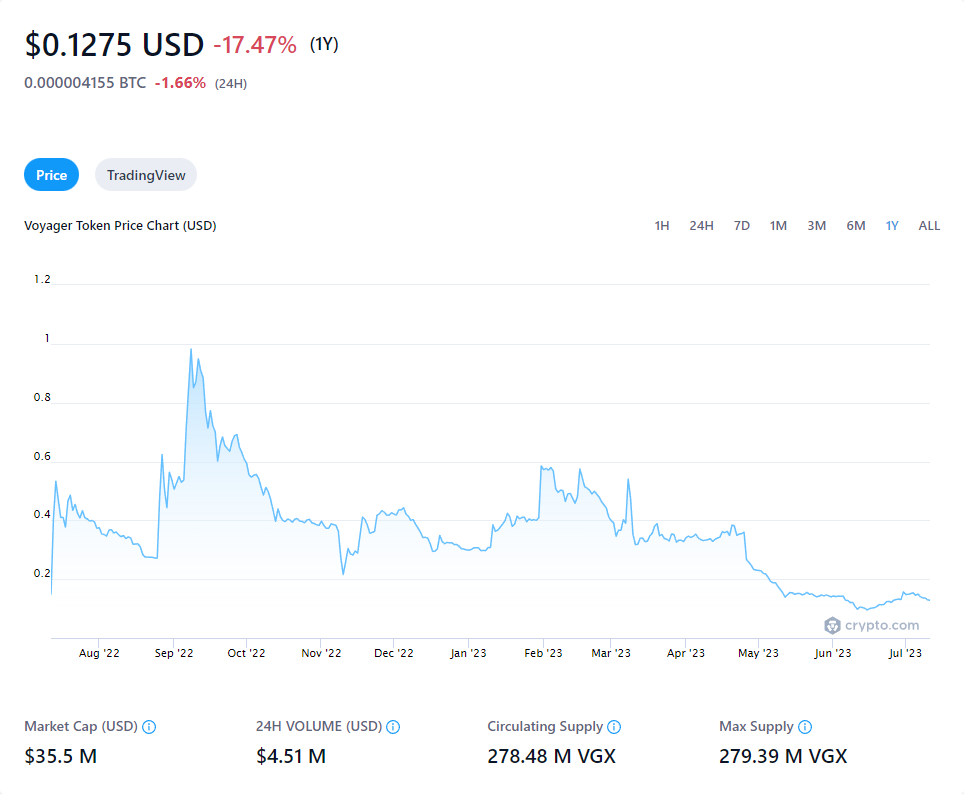 $0.1275 USD -17.47% (1Y)
0.000004155 BTC -1.66% (24H)
Price TradingView
Voyager Token Price Chart (USD) 1H 24H 7D 1M 3M 6M 1Y ALL
1.2
1
0.8
0.6
0.4
0.2
crypto.com
Aug '22 Sep '22 Oct '22 Nov '22 Dec '22 Jan '23 Feb '23 Mar '23 Apr '23 May '23 Jun '23 Jul '23
Market Cap (USD) 24H VOLUME (USD) Circulating Supply Max Supply
$35.5 M $4.51 M 278.48 M VGX 279.39 M VGX